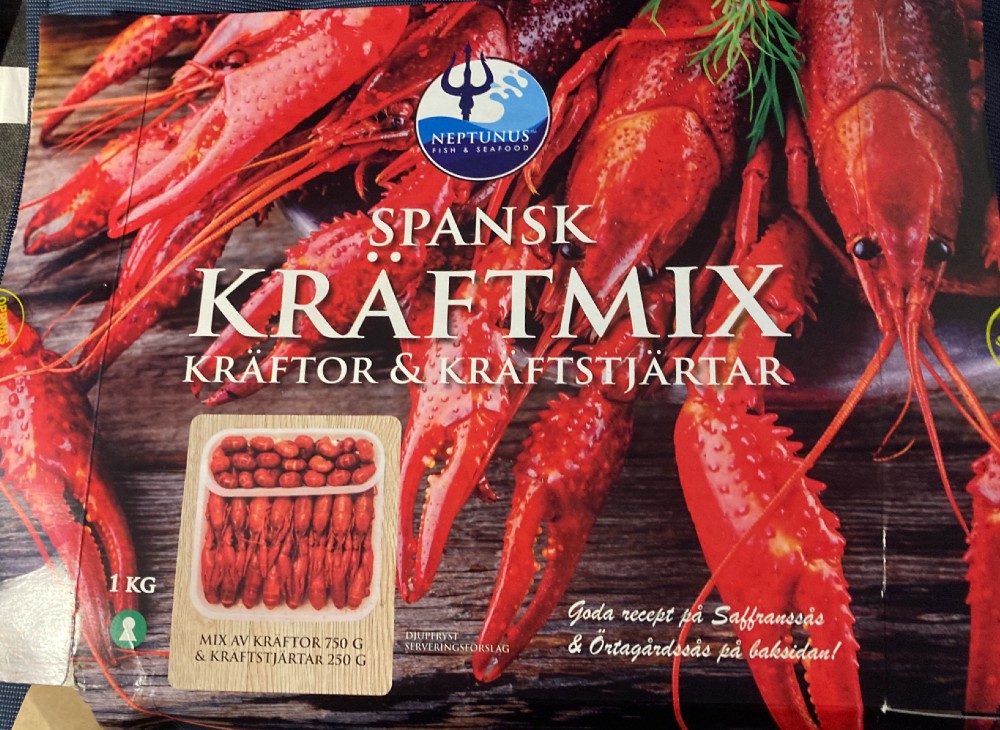 NEPTUNUS
FISH & SEAFOOD
SPANSK
KRÄFTMIX
KRÄFTOR & KRÄFTSTJÄRTAR
1 KG
MIX AV KRÄFTOR 750 G
& KRÄFTSTJÄRTAR 250 G
DJUPFRYST
SERVERINGSFÖRSLAG
Goda recept på Saffranssås
& Örtagårdssås på baksidan!